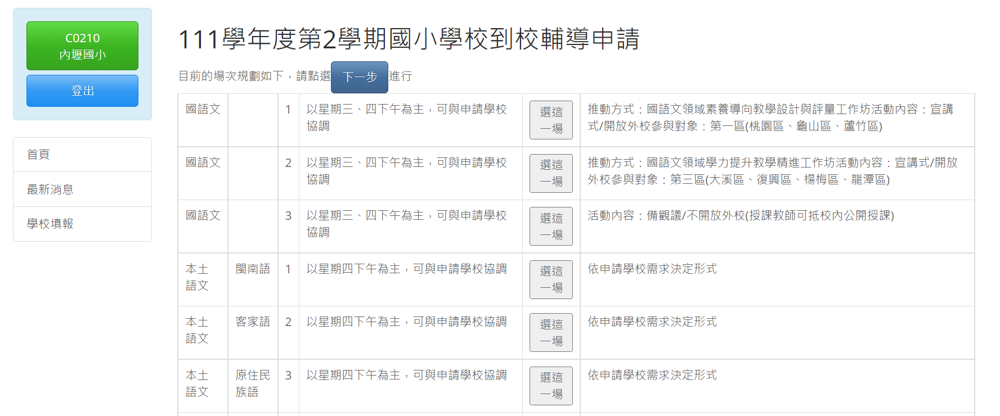 C0210
內壢國小
登出
首頁
最新消息
學校填報
111學年度第2學期國小學校到校輔導申請
目前的場次規劃如下，請點選 下一步 進行
國語文 1 以星期三、四下午為主，可與申請學校
協調
選這
一場
推動方式：國語文領域素養導向教學設計與評量工作坊活動內容：宣講
式/開放外校參與對象：第一區(桃園區、龜山區、蘆竹區)
國語文 2 以星期三、四下午為主，可與申請學校
協調
選這
一場
推動方式：國語文領域學力提升教學精進工作坊活動內容：宣講式/開放
外校參與對象：第三區(大溪區、復興區、楊梅區、龍潭區)
國語文 3 以星期三、四下午為主，可與申請學校
協調
選這
一場
活動內容：備觀議/不開放外校(授課教師可抵校內公開授課)
本土
語文
閩南語 1 以星期四下午為主，可與申請學校協調
選這
一場
依申請學校需求決定形式
本土
語文
客家語 2 以星期四下午為主，可與申請學校協調
選這
一場
依申請學校需求決定形式
本土
語文
原住民
族語
3 以星期四下午為主，可與申請學校協調
選這
一場
依申請學校需求決定形式